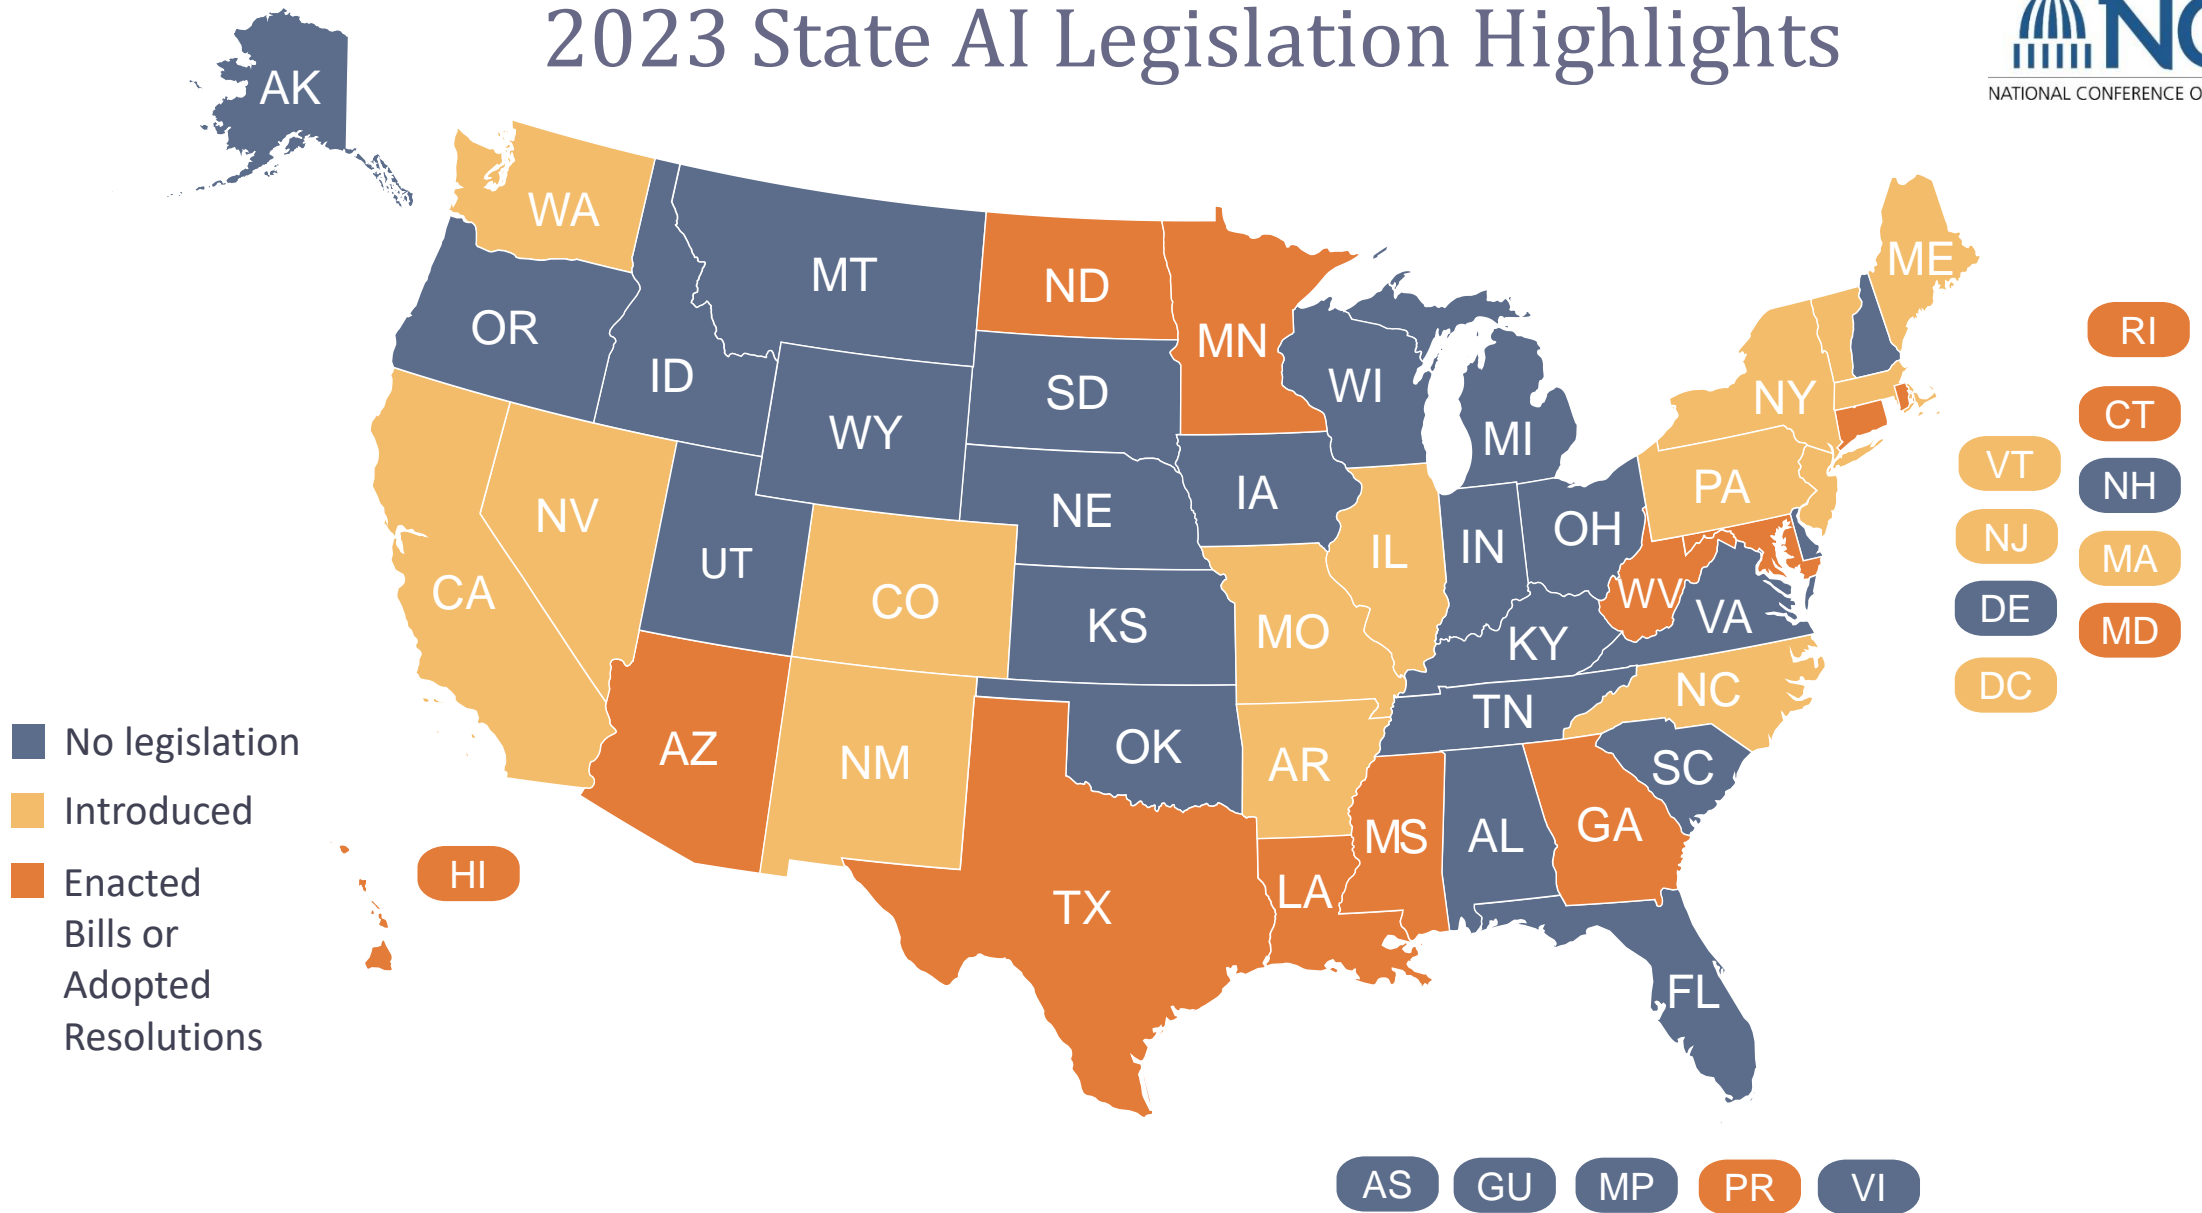 2023 State AI Legislation Highlights
NATIONAL CONFERENCE O
AK
WA
MT
ND
MN
ME
OR
ID
WY
SD
WI
MI
NY
RI
CT
VT
NH
NV
UT
CO
NE
IA
IL
IN
OH
PA
NJ
MA
CA
KS
MO
KY
WV
VA
DE
MD
NC
DC
AZ
NM
OK
AR
TN
SC
No legislation
Introduced
Enacted
Bills or
Adopted
Resolutions
HI
TX
LA
MS
AL
GA
FL
AS
GU
MP
PR
VI